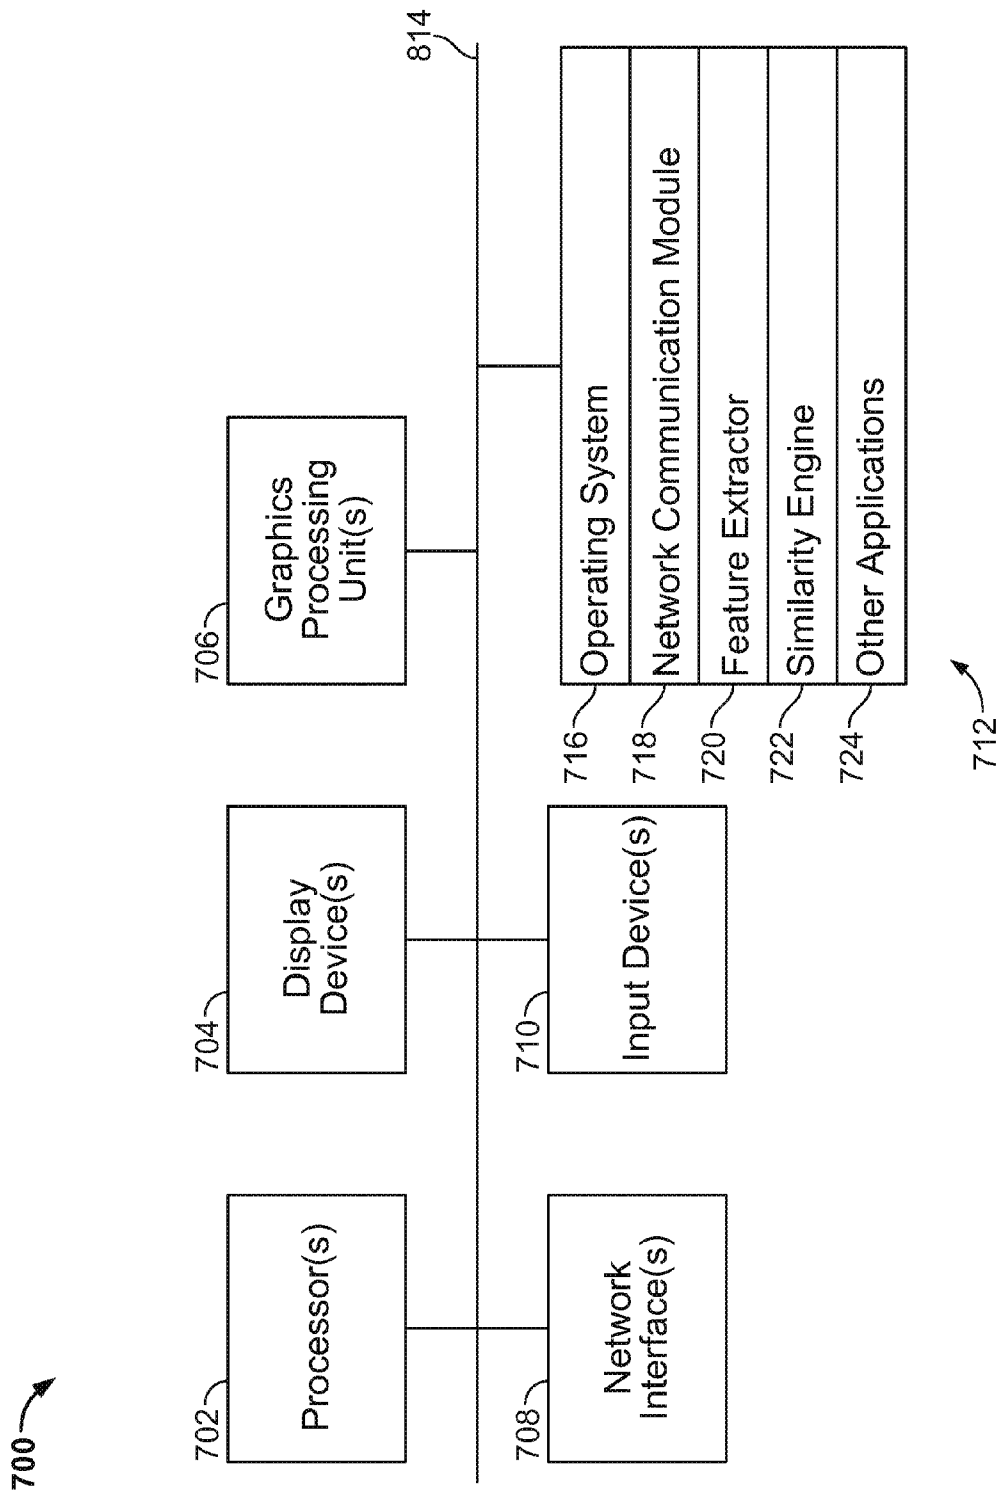 700
702
Processor(s)
704
Display
Device(s)
706
Graphics
Processing
Unit(s)
814
708
Network
Interface(s)
710
Input Device(s)
716
Operating System
718
Network Communication Module
720
Feature Extractor
722
Similarity Engine
724
Other Applications
712